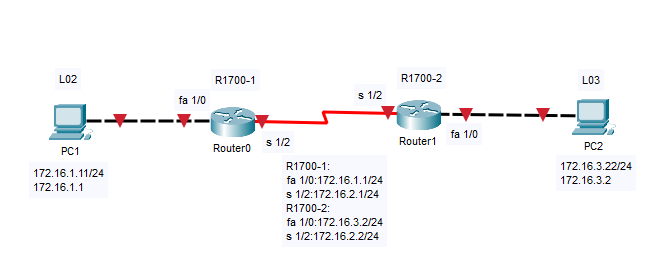 L02
R1700-1
R1700-2
L03
fa 1/0
s 1/2
PC1
Router0
s 1/2
Router1
fa 1/0
PC2
172.16.1.11/24
172.16.1.1
R1700-1:
fa 1/0:172.16.1.1/24
s 1/2:172.16.2.1/24
R1700-2:
fa 1/0:172.16.3.2/24
s 1/2:172.16.2.2/24
172.16.3.22/24
172.16.3.2